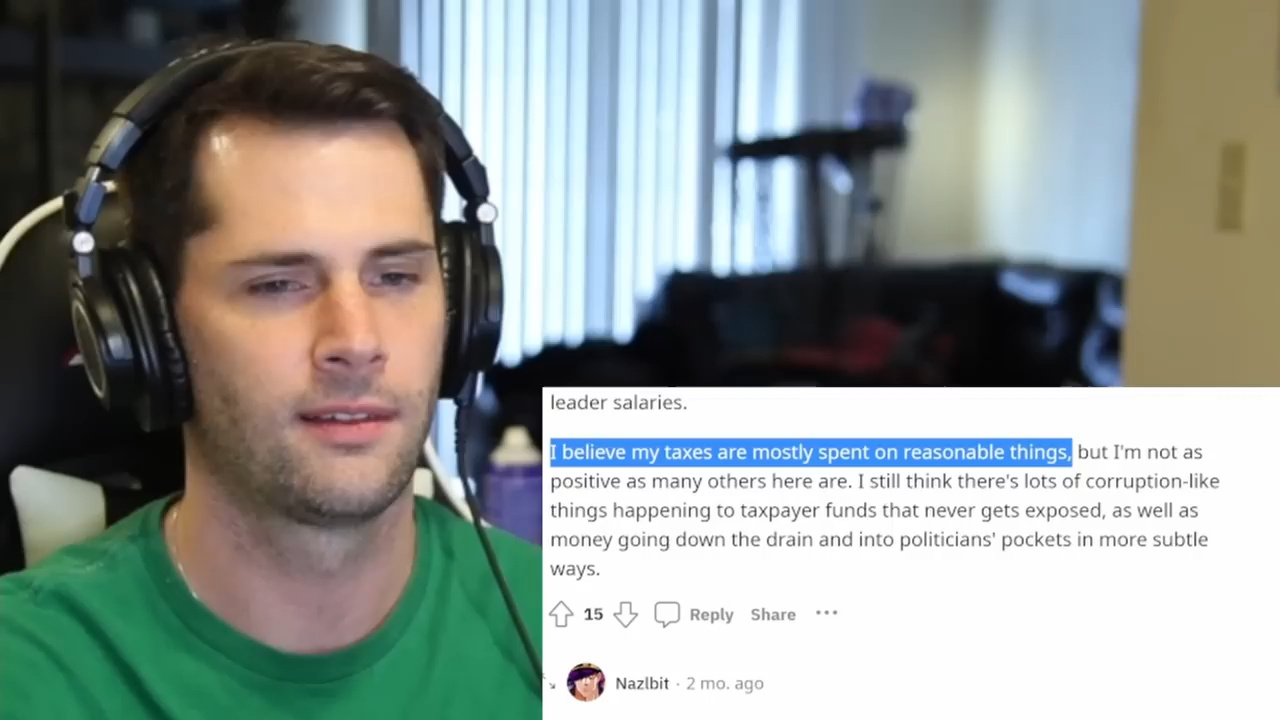 leader salaries.
I believe my taxes are mostly spent on reasonable things, but I'm not as
positive as many others here are. I still think there's lots of corruption-like
things happening to taxpayer funds that never gets exposed, as well as
money going down the drain and into politicians' pockets in more subtle
ways.
15 Reply Share ···
Nazlbit · 2 mo. ago